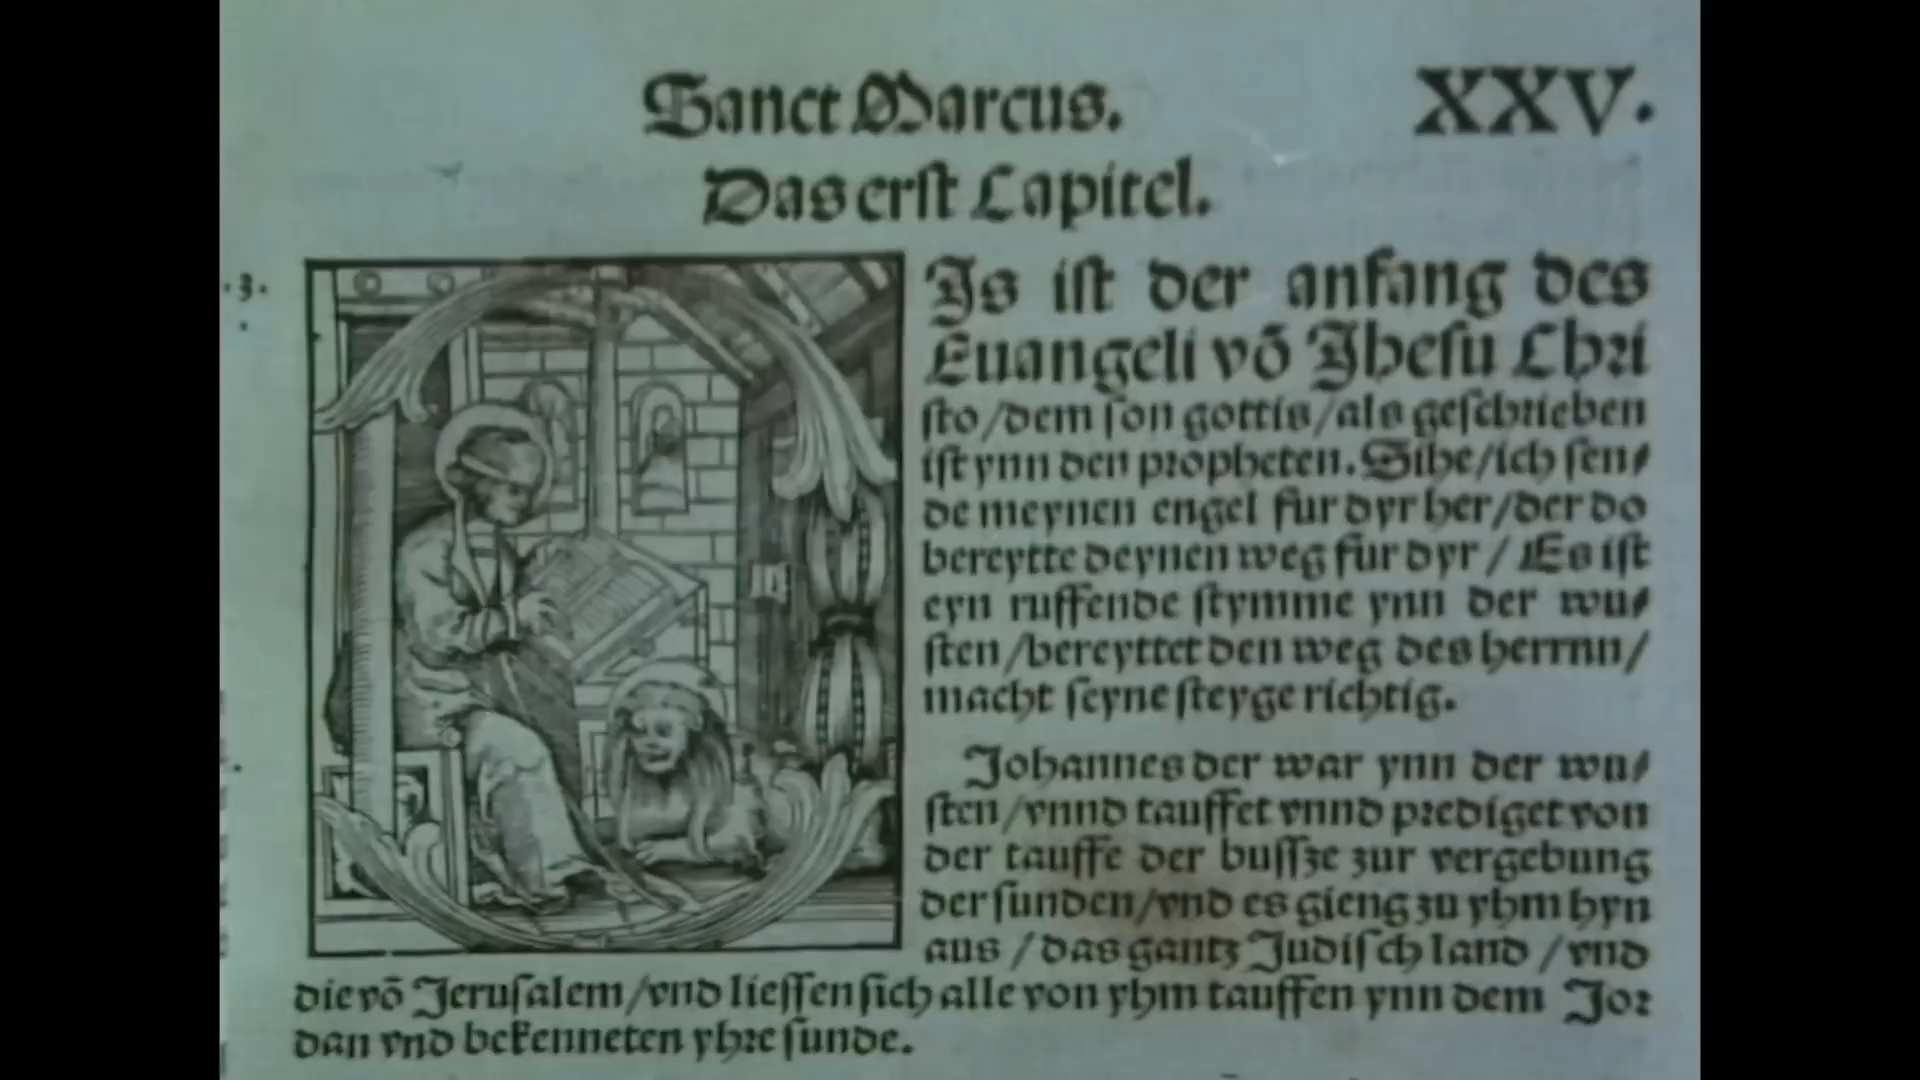 Sanct Marcus.
XXV.
Das erst Capitel.
.3.
Js ist der anfang des
Euangeli võ Jhesu Chri
sto/dem son gottis/als geschrieben
ist ynn den propheten. Sihe/ich sen⸗
de meynen engel fur dyr her/der do
bereytte deynen weg fur dyr / Es ist
eyn ruffende stymme ynn der wu⸗
sten/bereyttet den weg des herrnn/
macht seyne steyge richtig.
Johannes der war ynn der wu⸗
sten/vnnd tauffet vnnd prediget von
der tauffe der bussze zur vergebung
der sunden/vnd es gieng zu yhm hyn
aus / das gantz Judisch land / vnd
die võ Jerusalem/vnd liessen sich alle von yhm tauffen ynn dem Jor
dan vnd bekenneten yhre sunde.